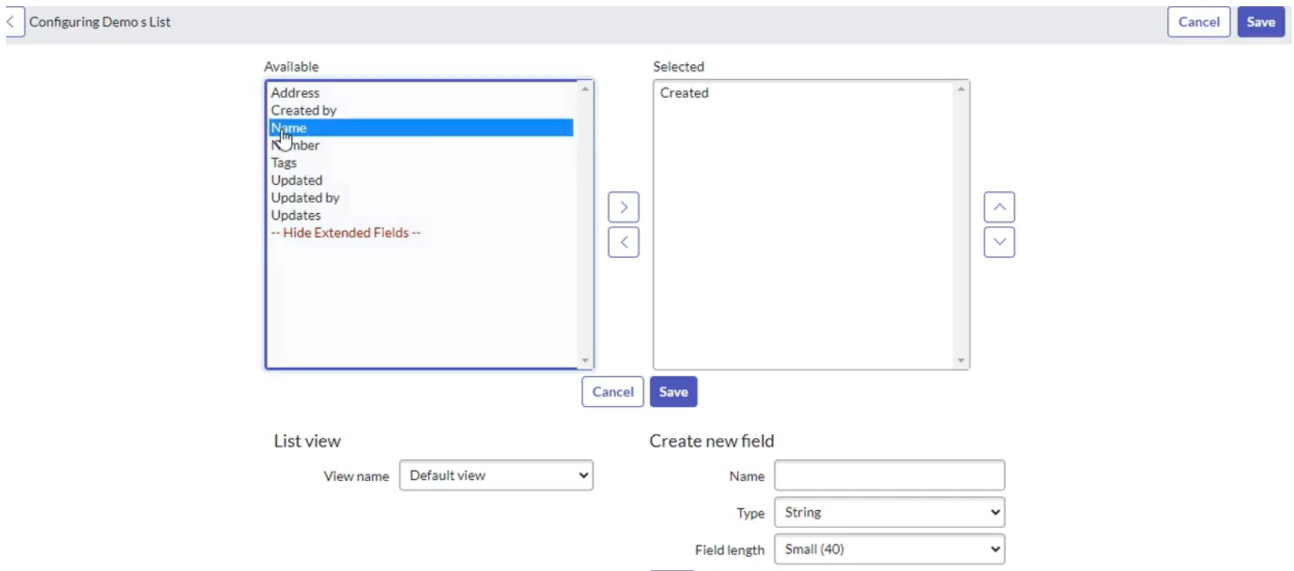 Configuring Demo s List
Cancel
Save
Available
Address
Created by
Name
Number
Tags
Updated
Updated by
Updates
-- Hide Extended Fields --
Selected
Created
Cancel
Save
List view
View name
Default view
Create new field
Name
Type
String
Field length
Small (40)